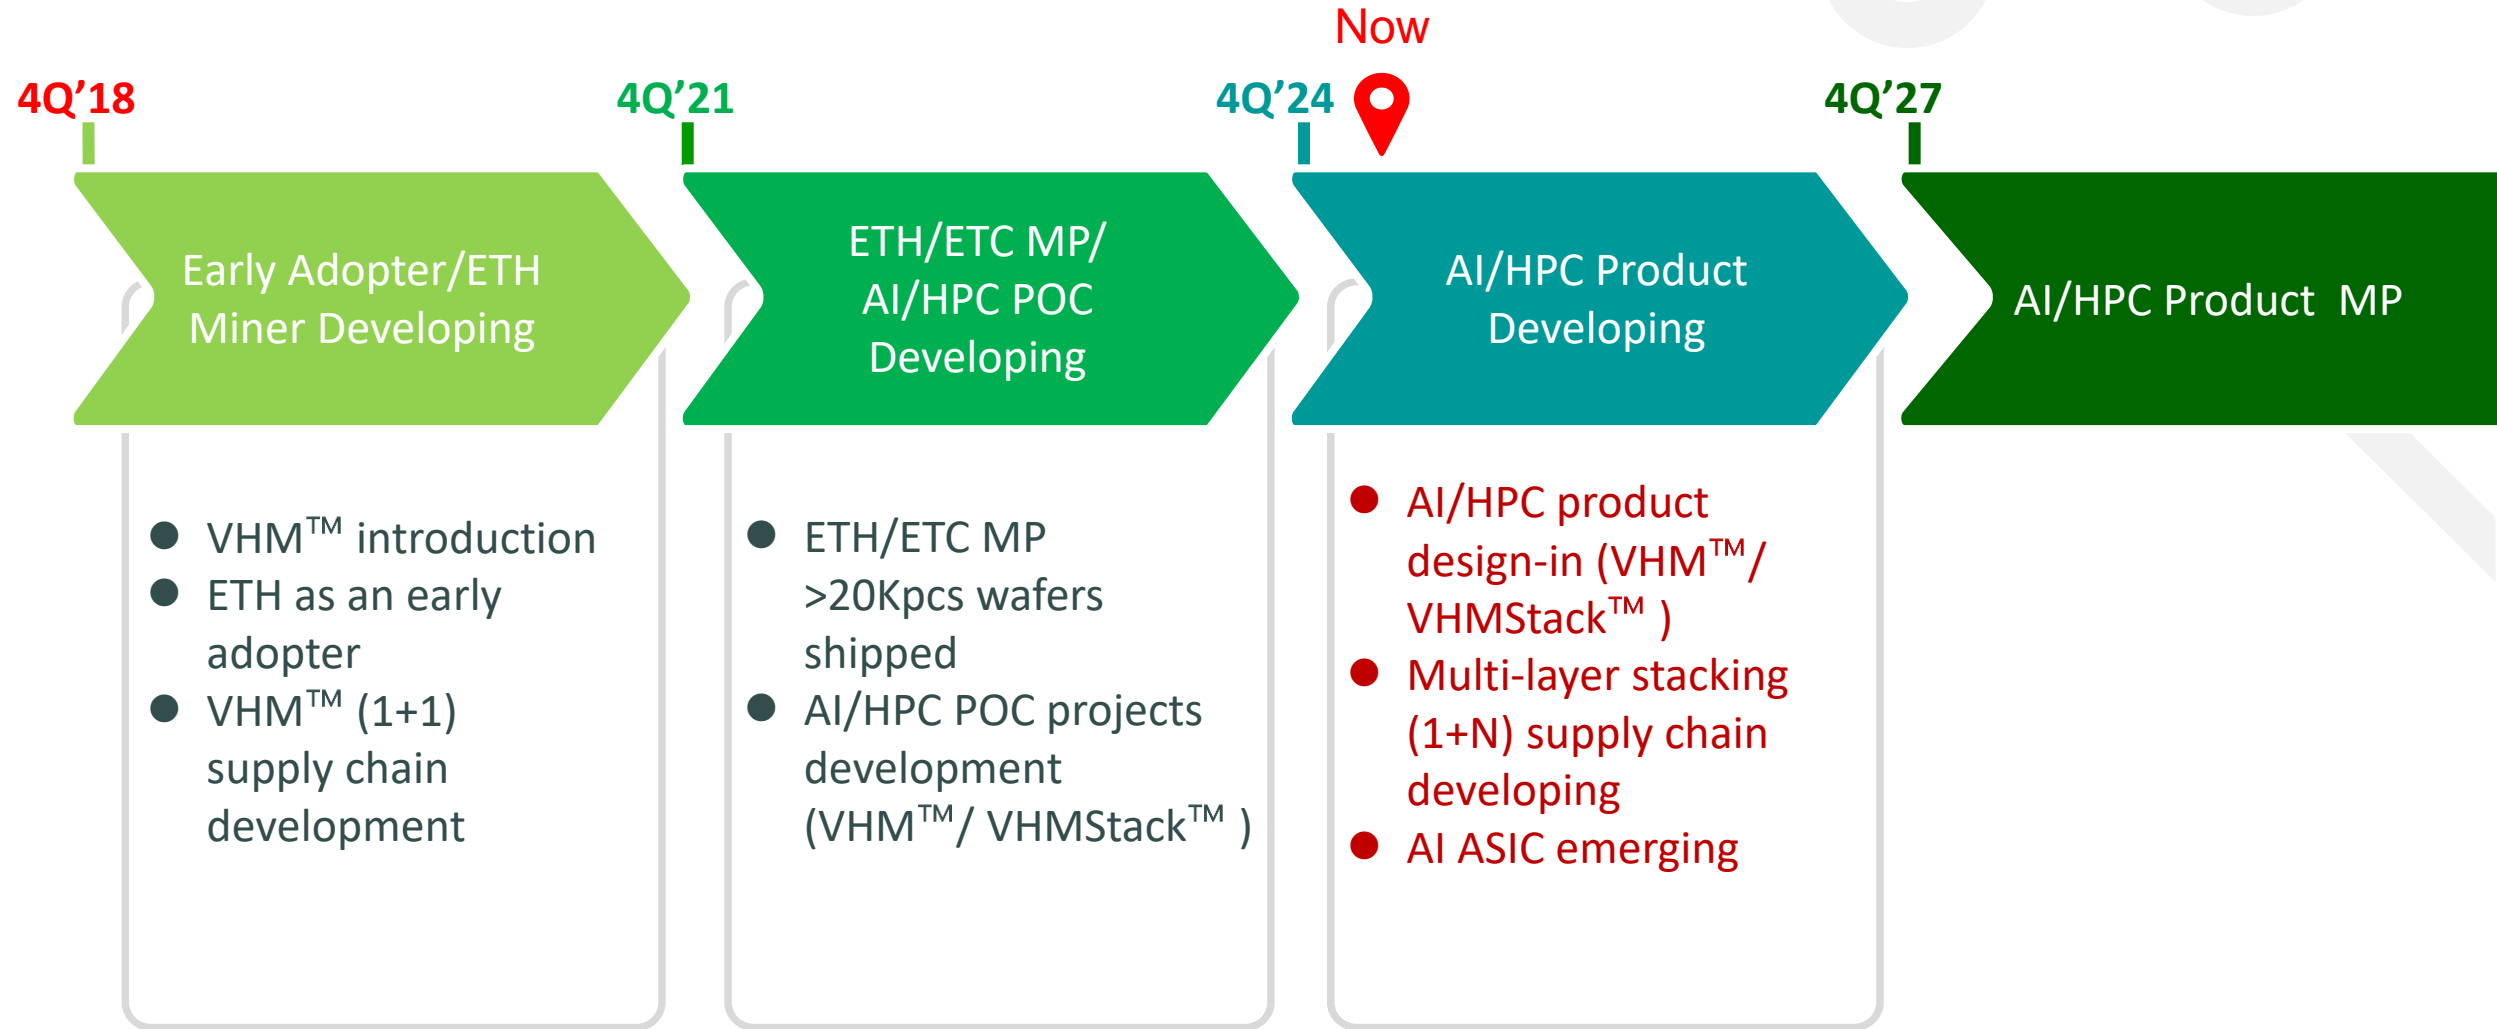 Now
4Q’18
4Q’21
4Q’24
4Q’27
Early Adopter/ETH
Miner Developing
ETH/ETC MP/
AI/HPC POC
Developing
AI/HPC Product
Developing
AI/HPC Product  MP
● VHM™ introduction
● ETH as an early
adopter
● VHM™ (1+1)
supply chain
development
● ETH/ETC MP
>20Kpcs wafers
shipped
● AI/HPC POC projects
development
(VHM™/ VHMStack™ )
● AI/HPC product
design-in (VHM™/
VHMStack™ )
● Multi-layer stacking
(1+N) supply chain
developing
● AI ASIC emerging